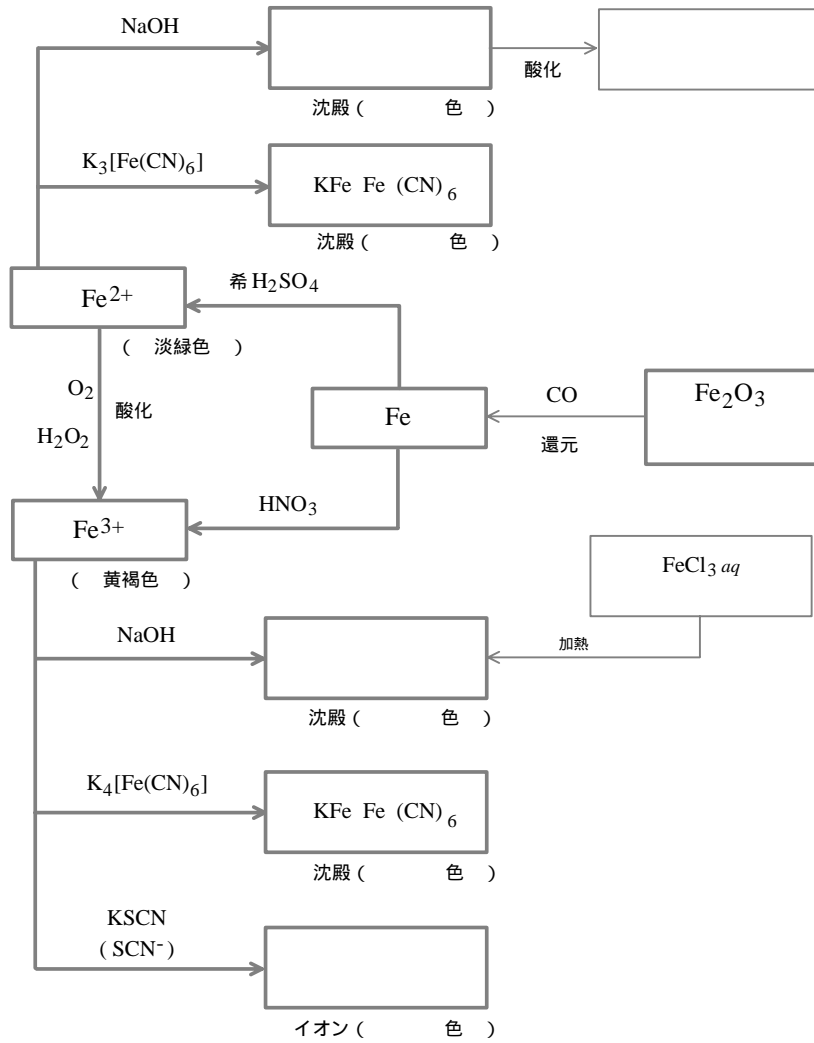 NaOH
酸化
沈殿 ( 色 )
K3[Fe(CN)6]
KFe Fe (CN) 6
沈殿 ( 色 )
希 H2SO4
Fe2+
( 淡緑色 )
O2
酸化
H2O2
Fe
CO
還元
Fe2O3
HNO3
Fe3+
( 黄褐色 )
FeCl3 aq
NaOH
加熱
沈殿 ( 色 )
K4[Fe(CN)6]
KFe Fe (CN) 6
沈殿 ( 色 )
KSCN
( SCN- )
イオン ( 色 )